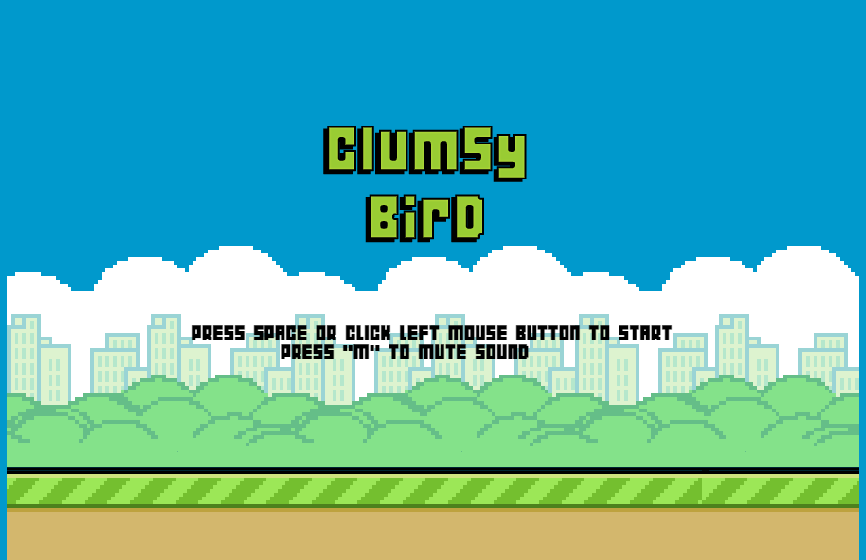 Clumsy
Bird
PRESS SPACE OR CLICK LEFT MOUSE BUTTON TO START
PRESS "M" TO MUTE SOUND